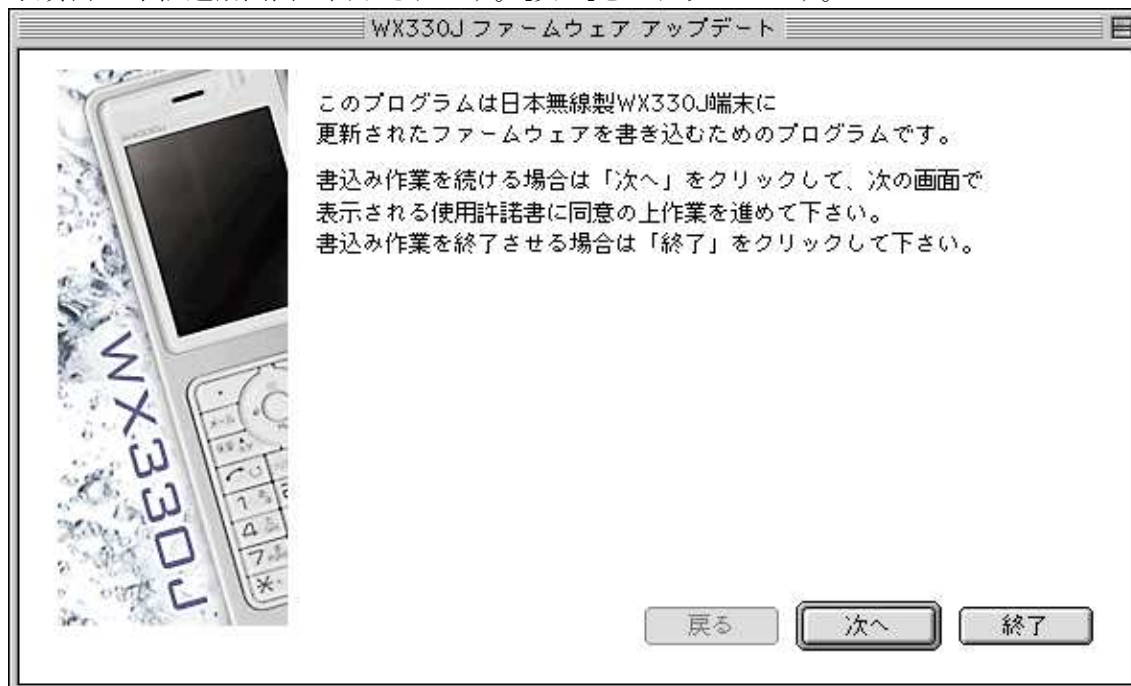 WX330J ファームウェア アップデート
このプログラムは日本無線製WX330J端末に
更新されたファームウェアを書き込むためのプログラムです。
書込み作業を続ける場合は「次へ」をクリックして、次の画面で
表示される使用許諾書に同意の上作業を進めて下さい。
書込み作業を終了させる場合は「終了」をクリックして下さい。
WX330J
戻る
次へ
終了